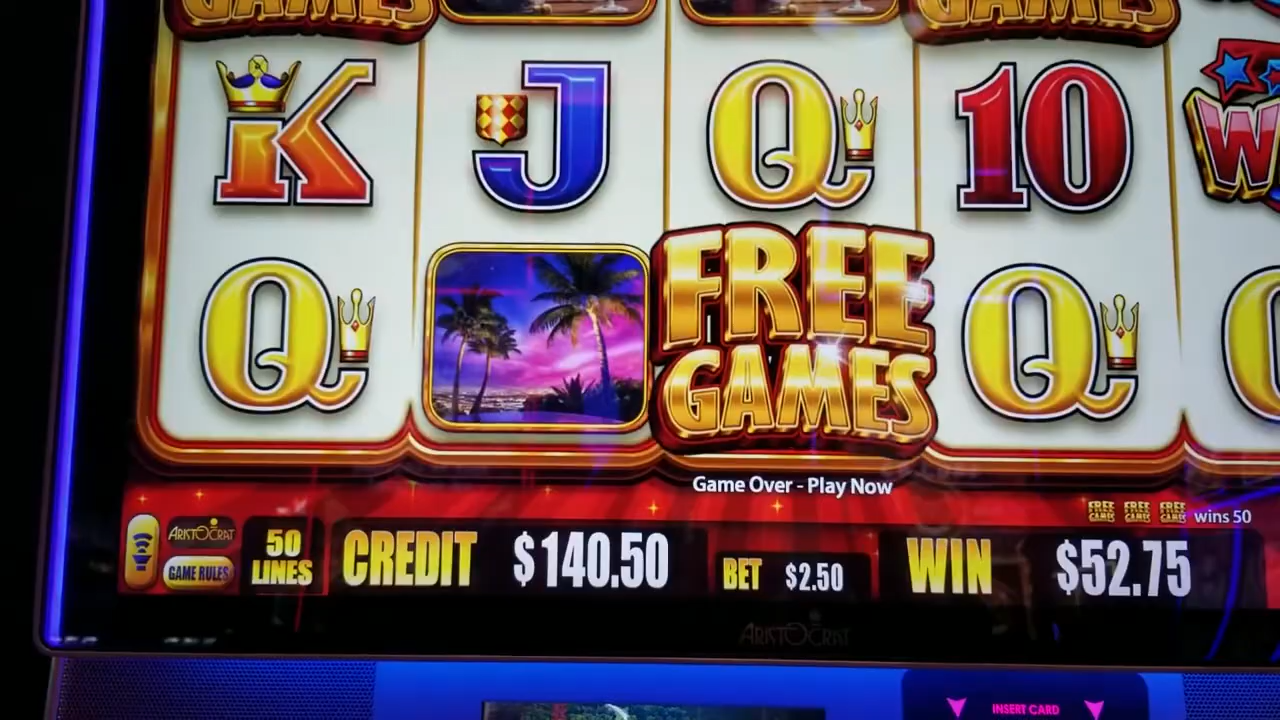 GAMES
GAMES
K
J
Q
10
W
Q
FREE
GAMES
Q
Game Over - Play Now
FREE GAMES FREE GAMES FREE GAMES wins 50
ARISTOCRAT
GAME RULES
50
LINES
CREDIT $140.50
BET $2.50
WIN $52.75
ARISTOCRAT
INSERT CARD